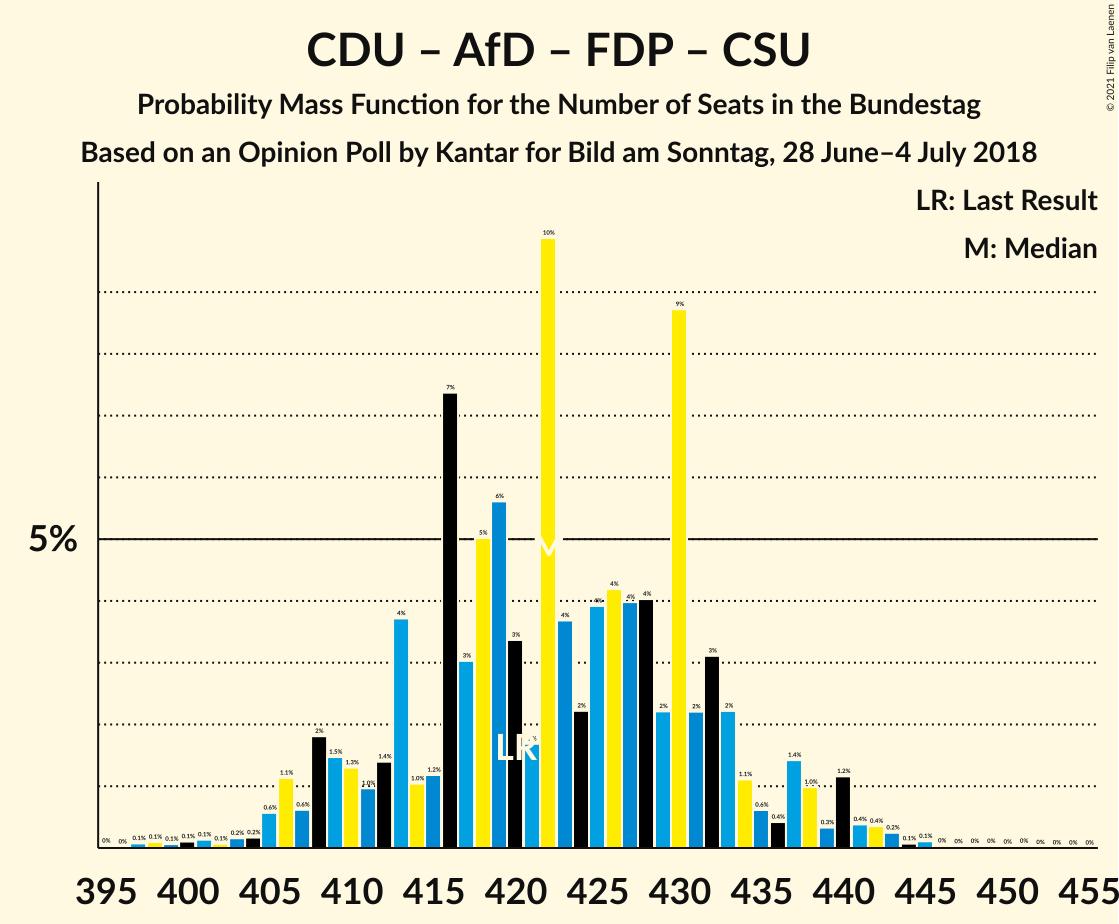 CDU – AfD – FDP – CSU
Probability Mass Function for the Number of Seats in the Bundestag
Based on an Opinion Poll by Kantar for Bild am Sonntag, 28 June–4 July 2018
© 2021 Filip van Laenen
LR: Last Result
M: Median
5%
0% 0% 0.1% 0.1% 0.1% 0.1% 0.1% 0.1% 0.2% 0.2% 0.6% 1.1% 0.6% 2% 1.5% 1.3% 1.0% 1.4% 4% 1.0% 1.2% 7% 3% 5% 6% 3% 10% 4% 2% 4% 4% 4% 4% 2% 9% 2% 3% 2% 1.1% 0.6% 0.4% 1.4% 1.0% 0.3% 1.2% 0.4% 0.4% 0.2% 0.1% 0.1% 0% 0% 0% 0% 0% 0% 0% 0% 0% 0%
M
LR
395 400 405 410 415 420 425 430 435 440 445 450 455